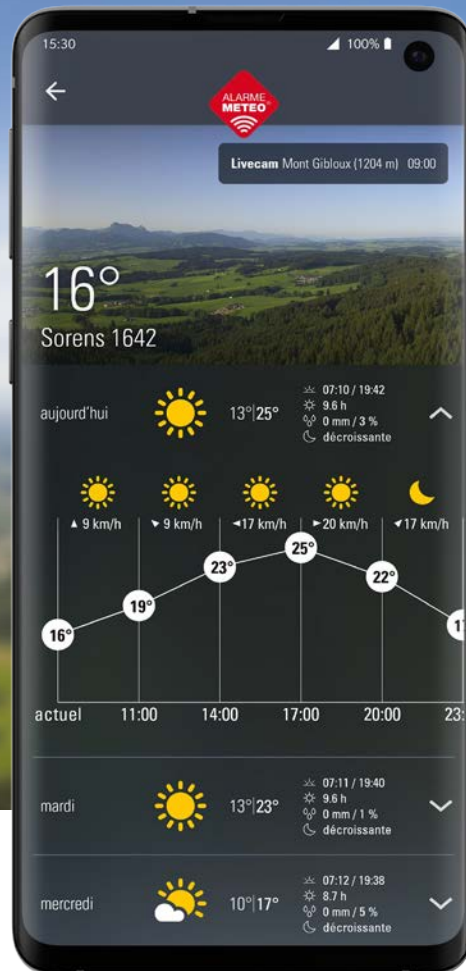 15:30
100%
ALARME
METEO®
Livecam Mont Gibloux (1204 m) 09:00
16°
Sorens 1642
aujourd'hui
13°|25°
07:10 / 19:42
9.6 h
0 mm / 3 %
décroissante
9 km/h
9 km/h
17 km/h
20 km/h
17 km/h
16°
19°
23°
25°
22°
actuel
11:00
14:00
17:00
20:00
mardi
13°|23°
07:11 / 19:40
9.6 h
0 mm / 1 %
décroissante
mercredi
10°|17°
07:12 / 19:38
8.7 h
0 mm / 5 %
décroissante